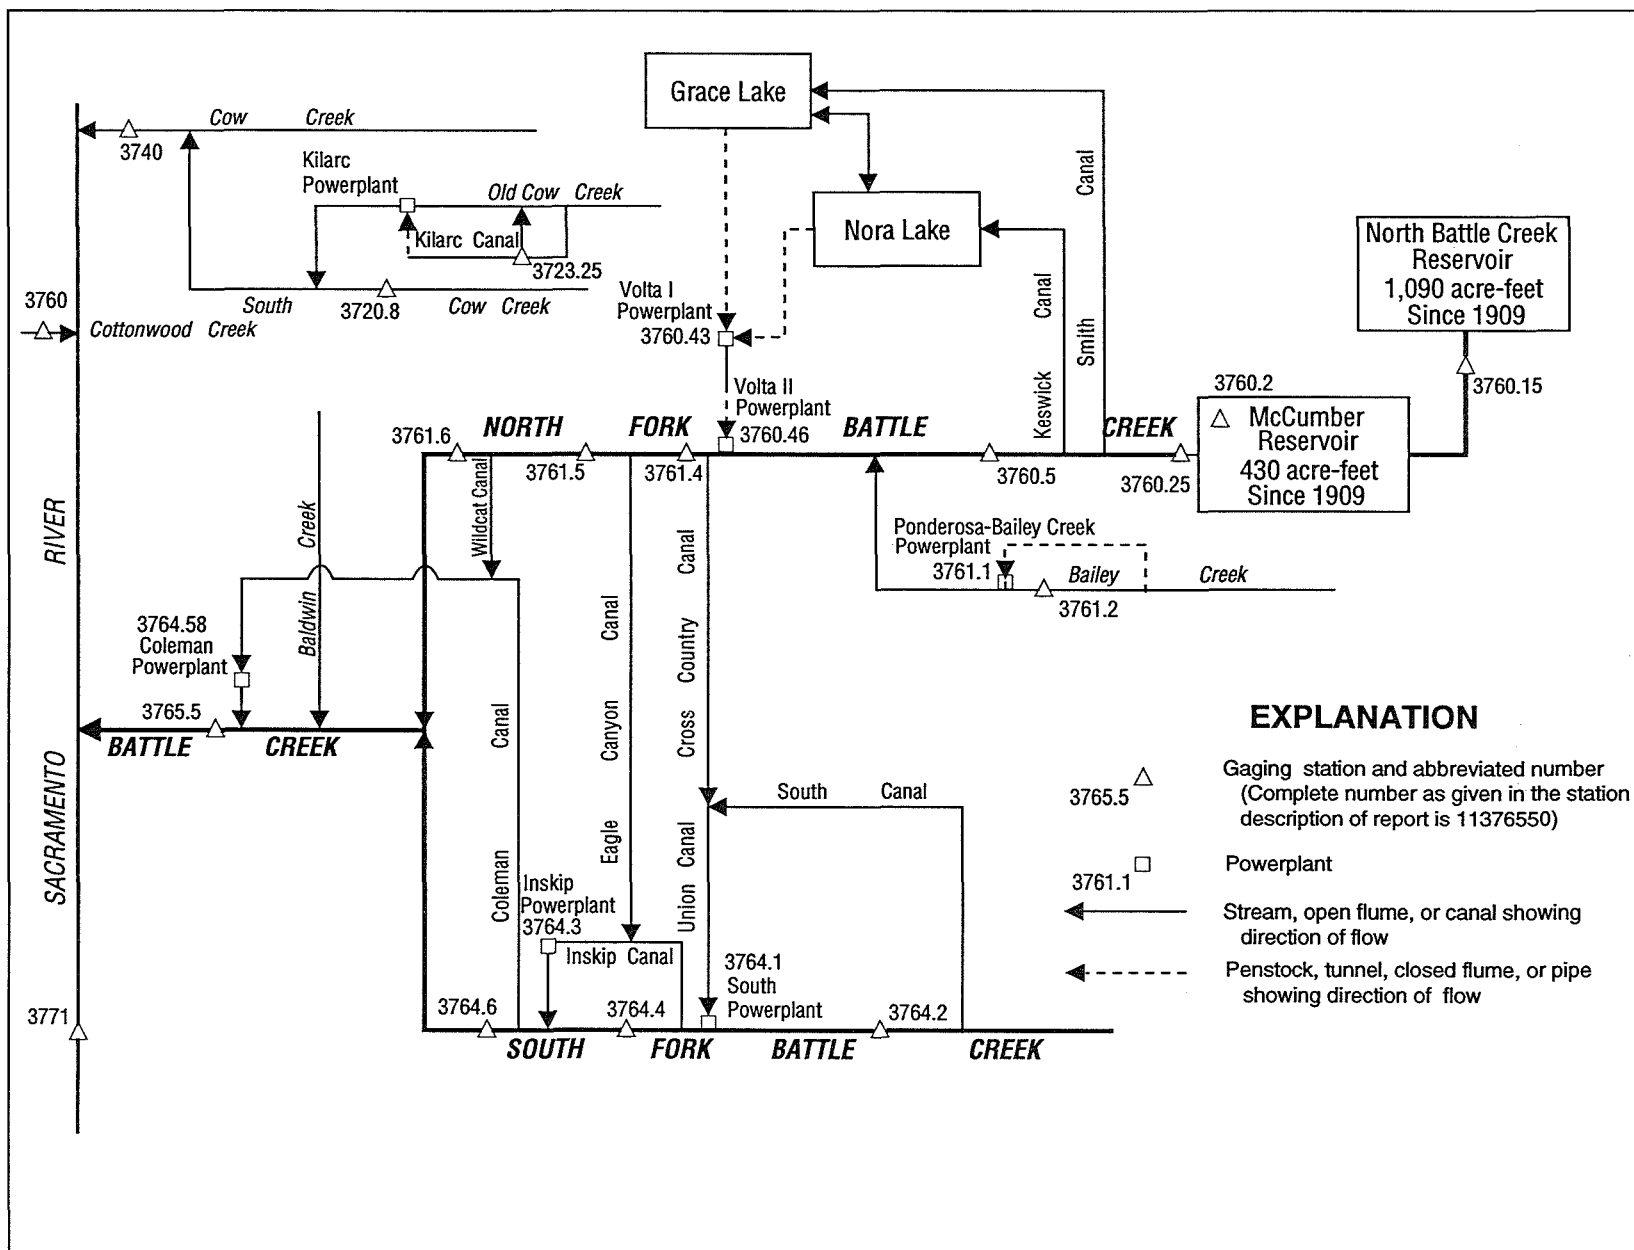 Grace Lake
Cow Creek
3740
Kilarc
Powerplant
Old Cow Creek
Kilarc Canal
3723.25
South Cow Creek
3720.8
3760
Cottonwood Creek
Canal
Smith
Nora Lake
Keswick Canal
North Battle Creek
Reservoir
1,090 acre-feet
Since 1909
3760.15
Volta I
Powerplant
3760.43
Volta II
Powerplant
3760.46
3760.2
McCumber
Reservoir
430 acre-feet
Since 1909
NORTH FORK BATTLE CREEK
3761.6
3761.5
3761.4
3760.5
3760.25
Wildcat Canal
Baldwin Creek
Ponderosa-Bailey Creek
Powerplant
3761.1
Bailey Creek
3761.2
SACRAMENTO RIVER
3764.58
Coleman
Powerplant
3765.5
BATTLE CREEK
Coleman Canal
Eagle Canyon Canal
Cross Country Canal
South Canal
Union Canal
Inskip
Powerplant
3764.3
Inskip Canal
3764.1
South
Powerplant
3764.6
3764.4
3764.2
SOUTH FORK BATTLE CREEK
3771
EXPLANATION
3765.5
Gaging station and abbreviated number
(Complete number as given in the station
description of report is 11376550)
3761.1
Powerplant
Stream, open flume, or canal showing
direction of flow
Penstock, tunnel, closed flume, or pipe
showing direction of flow